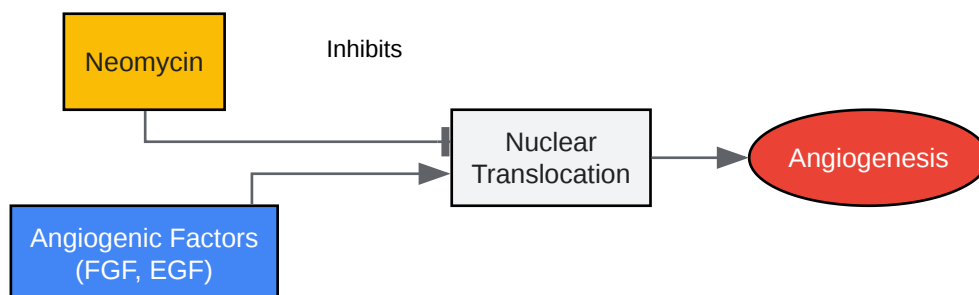 Neomycin
Inhibits
Nuclear
Translocation
Angiogenesis
Angiogenic Factors
(FGF, EGF)